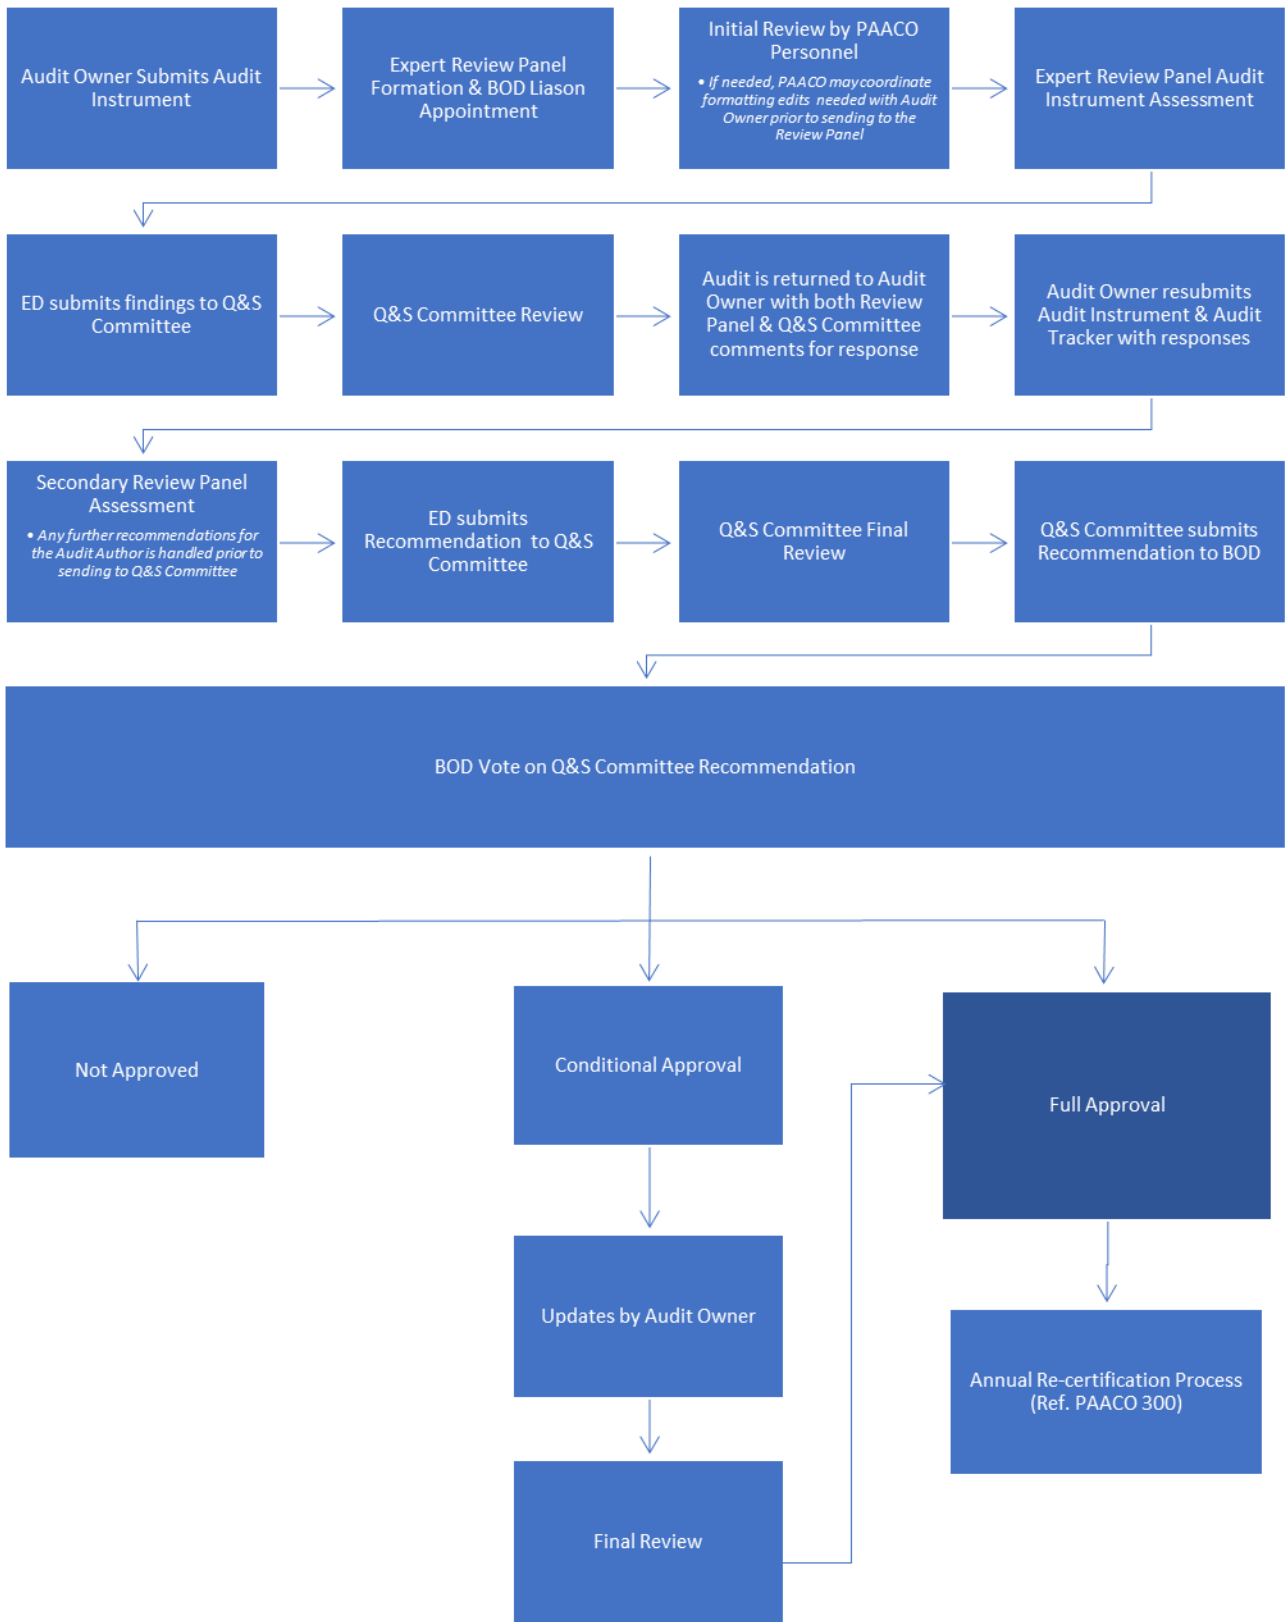 Audit Owner Submits Audit
Instrument
Expert Review Panel
Formation & BOD Liason
Appointment
Initial Review by PAACO
Personnel
• If needed, PAACO may coordinate
formatting edits needed with Audit
Owner prior to sending to the
Review Panel
Expert Review Panel Audit
Instrument Assessment
ED submits findings to Q&S
Committee
Q&S Committee Review
Audit is returned to Audit
Owner with both Review
Panel & Q&S Committee
comments for response
Audit Owner resubmits
Audit Instrument & Audit
Tracker with responses
Secondary Review Panel
Assessment
• Any further recommendations for
the Audit Author is handled prior to
sending to Q&S Committee
ED submits
Recommendation to Q&S
Committee
Q&S Committee Final
Review
Q&S Committee submits
Recommendation to BOD
BOD Vote on Q&S Committee Recommendation
Not Approved
Conditional Approval
Full Approval
Updates by Audit Owner
Annual Re-certification Process
(Ref. PAACO 300)
Final Review